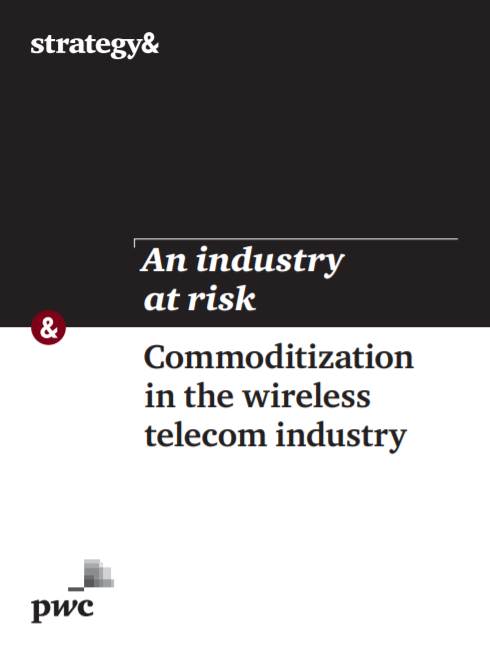 strategy&
An industry
at risk
&
Commoditization
in the wireless
telecom industry
pwc